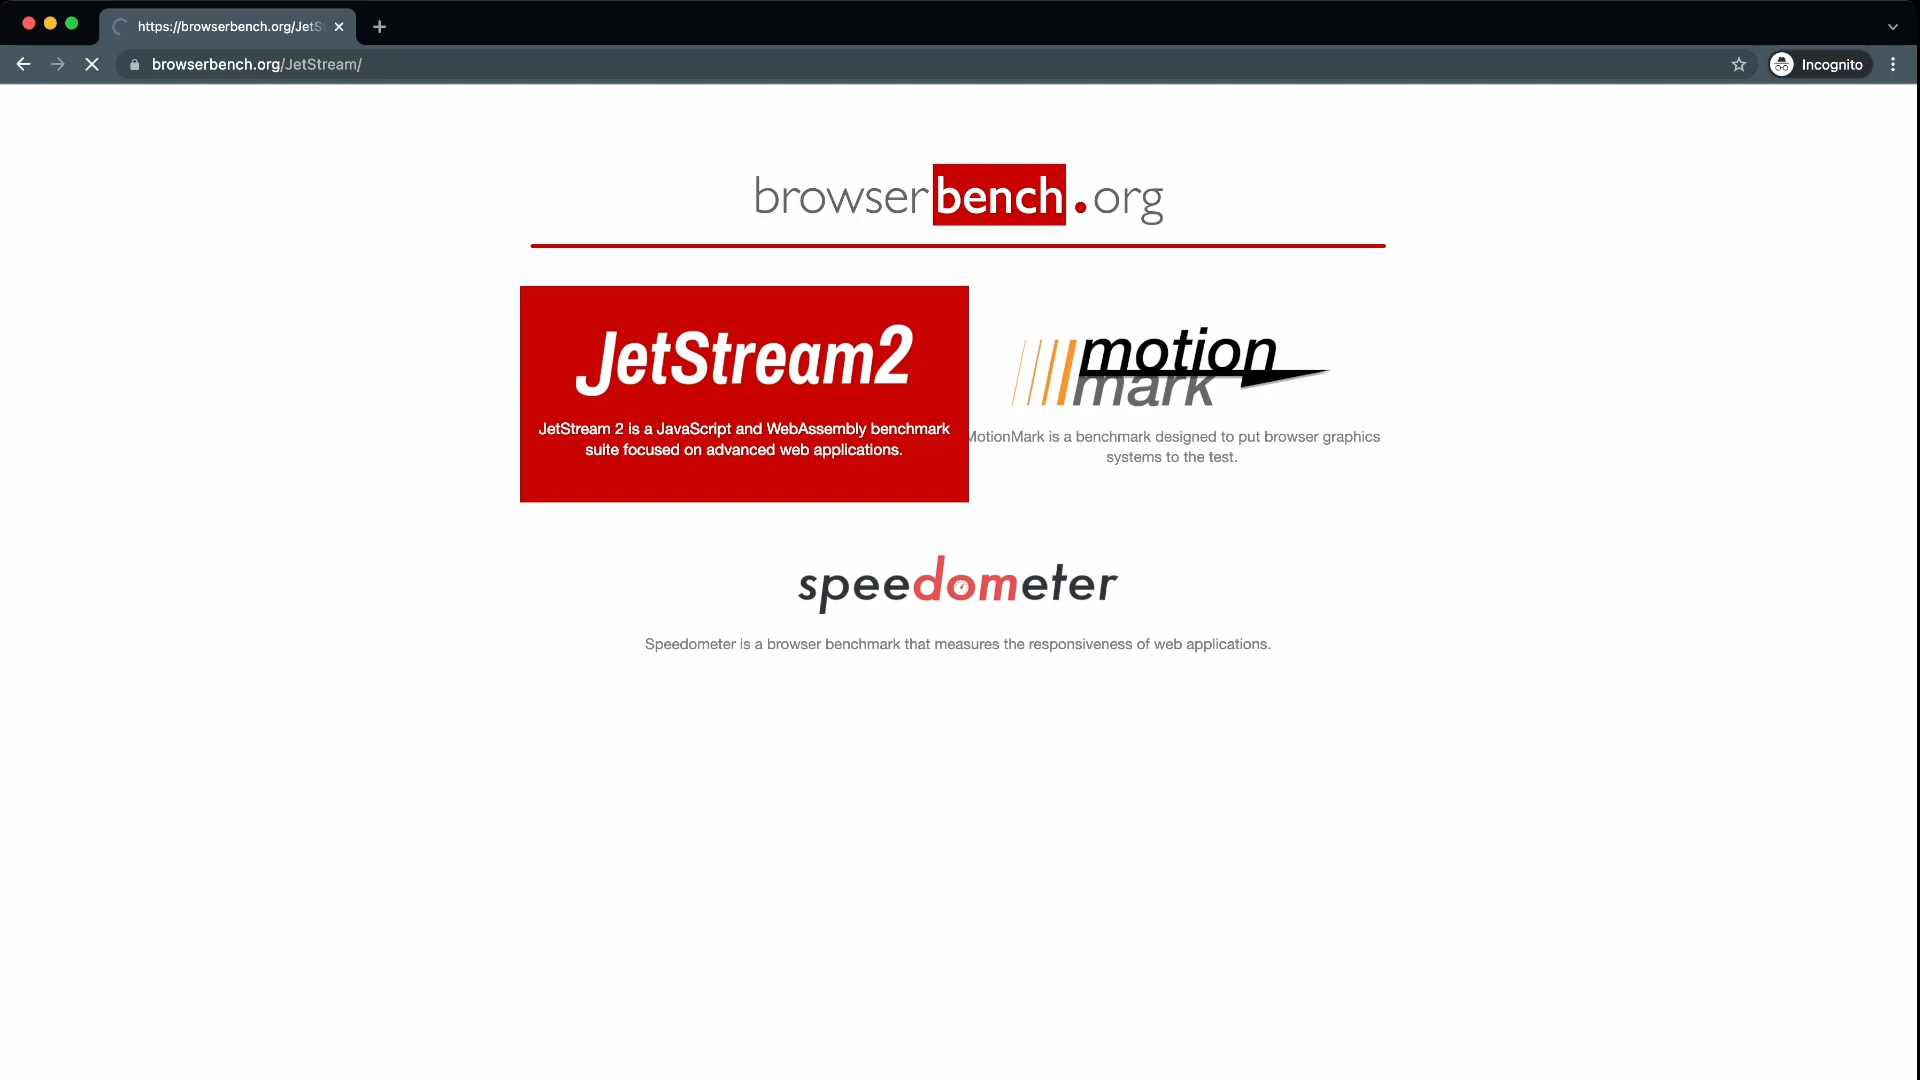 https://browserbench.org/JetS
browserbench.org/JetStream/
Incognito
browserbench.org
JetStream2
JetStream 2 is a JavaScript and WebAssembly benchmark
suite focused on advanced web applications.
motion
mark
MotionMark is a benchmark designed to put browser graphics
systems to the test.
speedometer
Speedometer is a browser benchmark that measures the responsiveness of web applications.